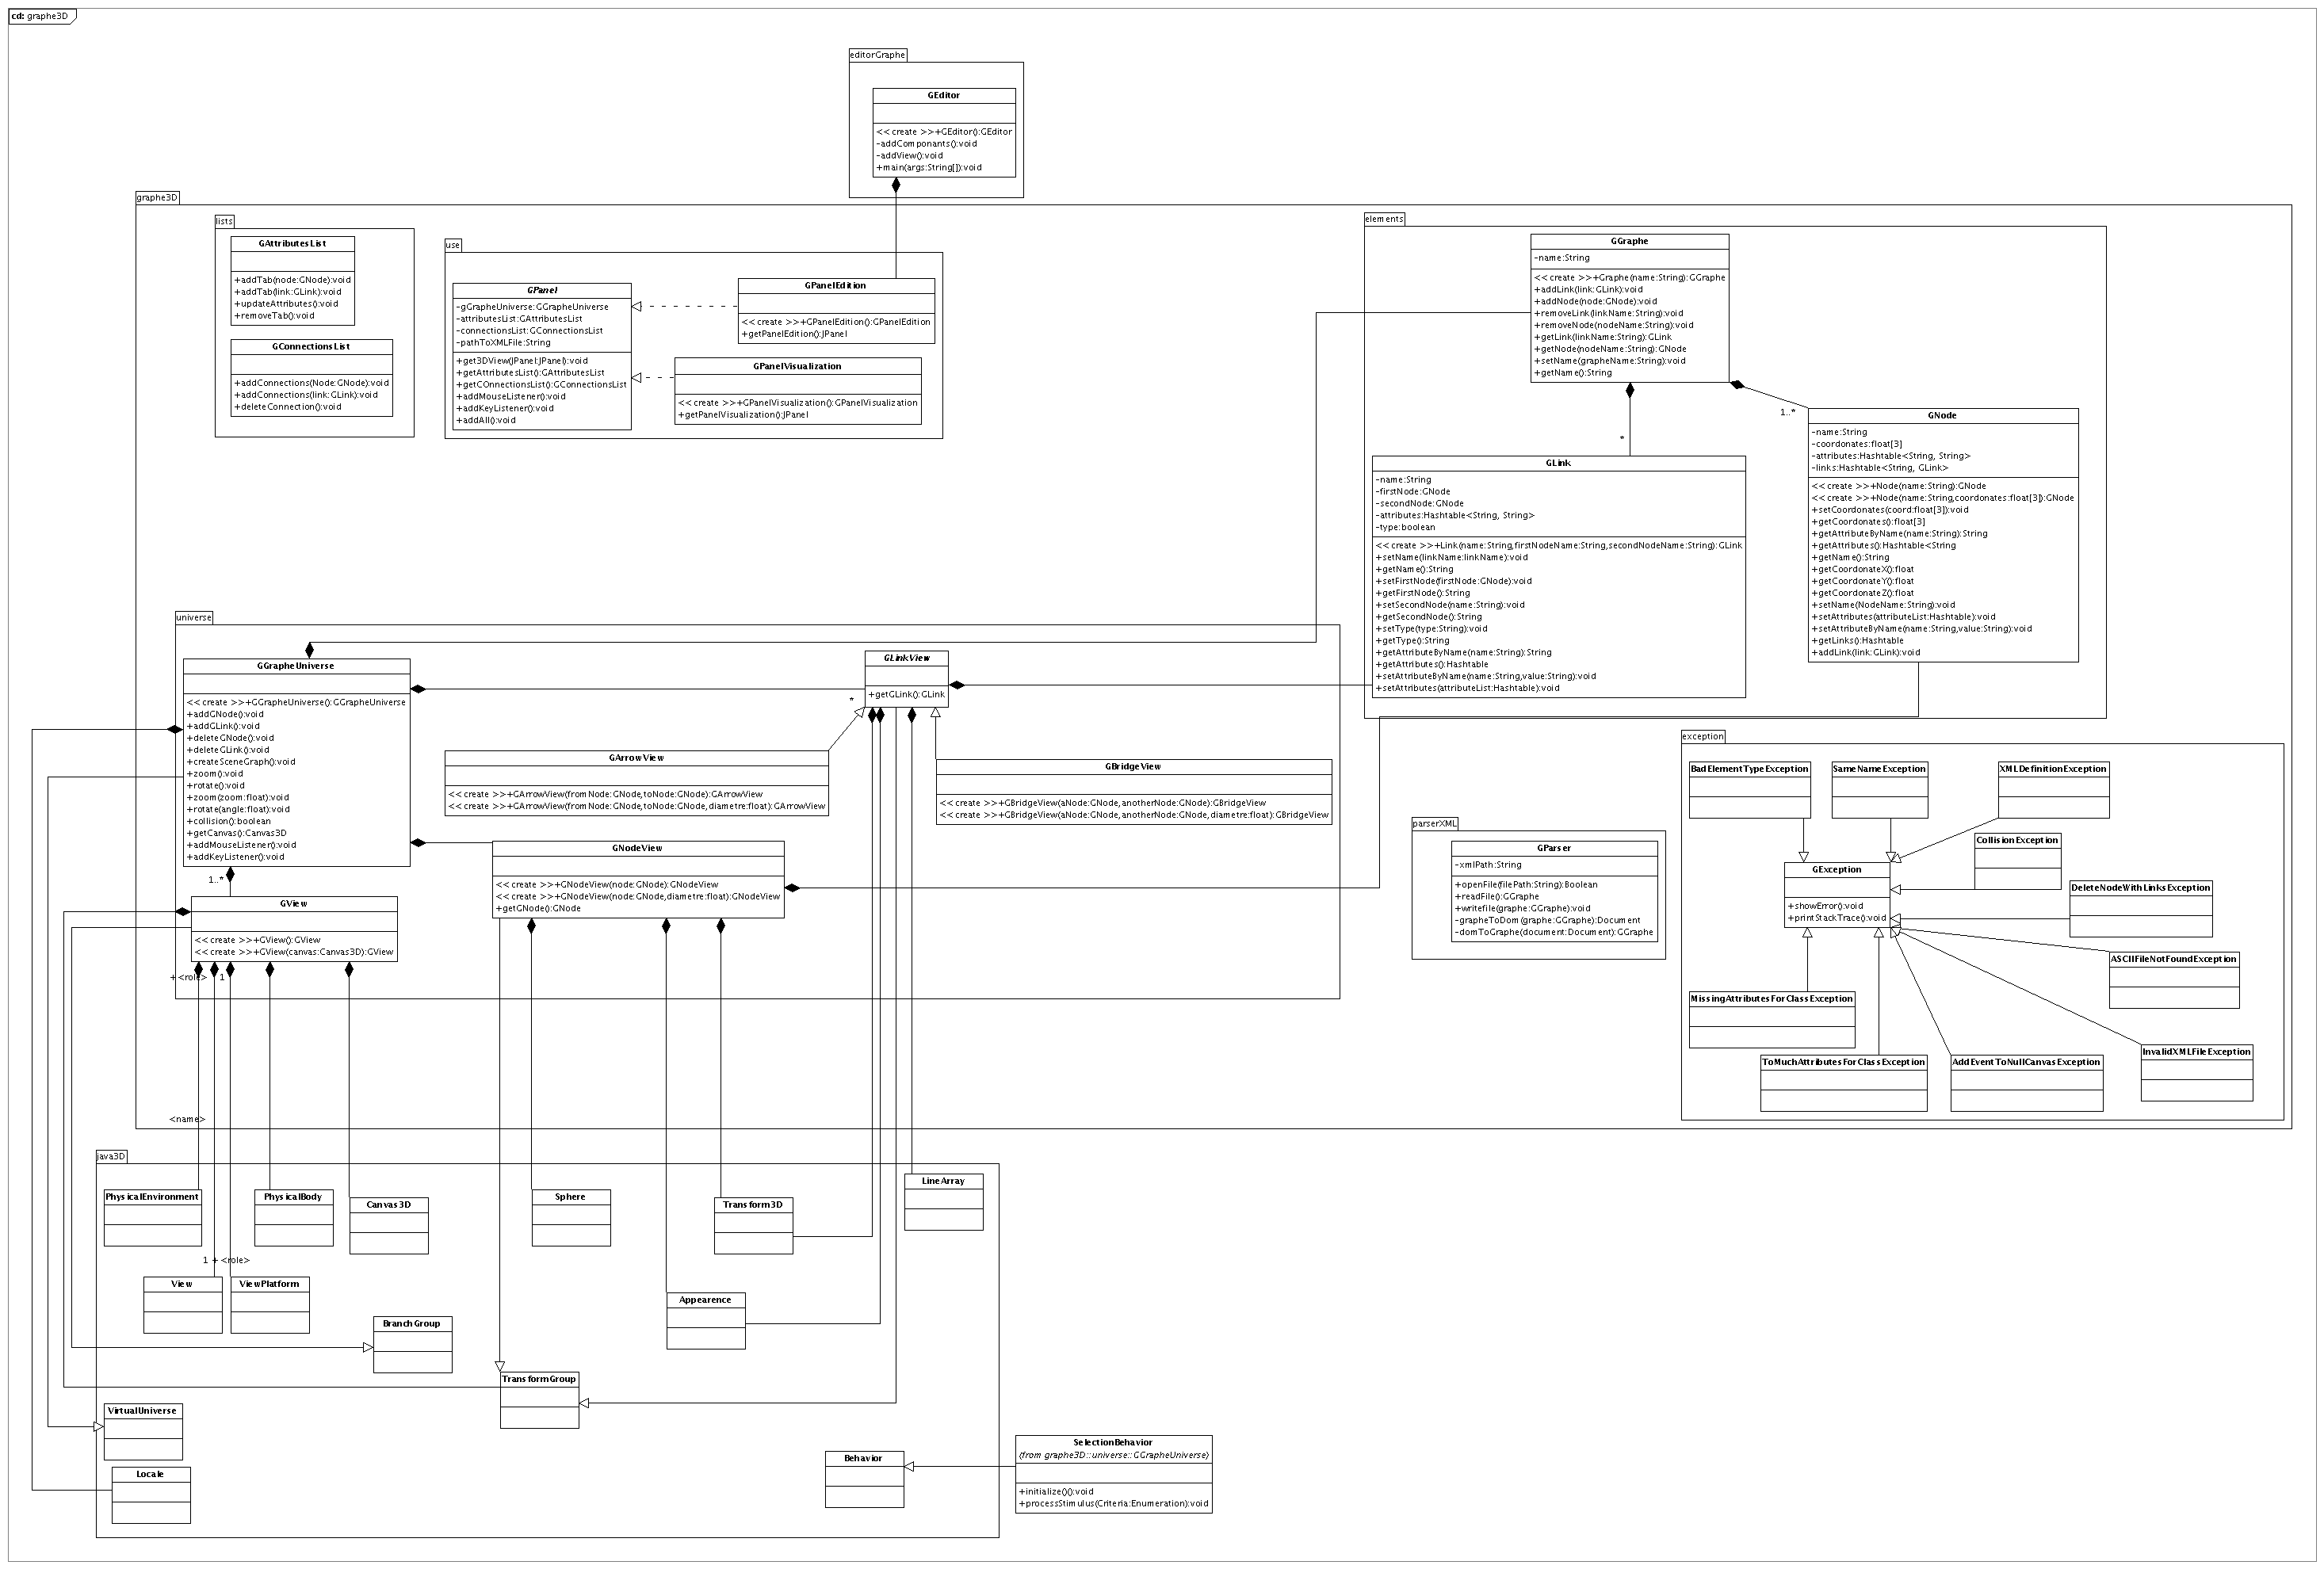 cd: graphe3D
editorGraphe
GEditor
<< create >>+GEditor():GEditor
-addComponants():void
-addView():void
+main(args:String[]):void
graphe3D
lists
GAttributesList
+addTab(node:GNode):void
+addTab(link:GLink):void
+updateAttributes():void
+removeTab():void
GConnectionsList
+addConnections(Node:GNode):void
+addConnections(link:GLink):void
+deleteConnection():void
use
GPanel
-gGrapheUniverse:GGrapheUniverse
-attributesList:GAttributesList
-connectionsList:GConnectionsList
-pathToXMLFile:String
+get3DView(JPanel:JPanel):void
+getAttributesList():GAttributesList
+getCOnnectionsList():GConnectionsList
+addMouseListener():void
+addKeyListener():void
+addAll():void
GPanelEdition
<< create >>+GPanelEdition():GPanelEdition
+getPanelEdition():JPanel
GPanelVisualization
<< create >>+GPanelVisualization():GPanelVisualization
+getPanelVisualization():JPanel
elements
GGraphe
-name:String
<< create >>+Graphe(name:String):GGraphe
+addLink(link:GLink):void
+addNode(node:GNode):void
+removeLink(linkName:String):void
+removeNode(nodeName:String):void
+getLink(linkName:String):GLink
+getNode(nodeName:String):GNode
+setName(grapheName:String):void
+getName():String
1..*
*
GNode
-name:String
-coordonates:float[3]
-attributes:Hashtable<String, String>
-links:Hashtable<String, GLink>
<< create >>+Node(name:String):GNode
<< create >>+Node(name:String,coordonates:float[3]):GNode
+setCoordonates(coord:float[3]):void
+getCoordonates():float[3]
+getAttributeByName(name:String):String
+getAttributes():Hashtable<String
+getName():String
+getCoordonateX():float
+getCoordonateY():float
+getCoordonateZ():float
+setName(NodeName:String):void
+setAttributes(attributeList:Hashtable):void
+setAttributeByName(name:String,value:String):void
+getLinks():Hashtable
+addLink(link:GLink):void
GLink
-name:String
-firstNode:GNode
-secondNode:GNode
-attributes:Hashtable<String, String>
-type:boolean
<< create >>+Link(name:String,firstNodeName:String,secondNodeName:String):GLink
+setName(linkName:linkName):void
+getName():String
+setFirstNode(firstNode:GNode):void
+getFirstNode():String
+setSecondNode(name:String):void
+getSecondNode():String
+setType(type:String):void
+getType():String
+getAttributeByName(name:String):String
+getAttributes():Hashtable
+setAttributeByName(name:String,value:String):void
+setAttributes(attributeList:Hashtable):void
universe
GGrapheUniverse
<< create >>+GGrapheUniverse():GGrapheUniverse
+addGNode():void
+addGLink():void
+deleteGNode():void
+deleteGLink():void
+createSceneGraph():void
+zoom():void
+rotate():void
+zoom(zoom:float):void
+rotate(angle:float):void
+collision():boolean
+getCanvas():Canvas3D
+addMouseListener():void
+addKeyListener():void
GLinkView
+getGLink():GLink
*
GArrowView
<< create >>+GArrowView(fromNode:GNode,toNode:GNode):GArrowView
<< create >>+GArrowView(fromNode:GNode,toNode:GNode,diametre:float):GArrowView
GBridgeView
<< create >>+GBridgeView(aNode:GNode,anotherNode:GNode):GBridgeView
<< create >>+GBridgeView(aNode:GNode,anotherNode:GNode,diametre:float):GBridgeView
GNodeView
<< create >>+GNodeView(node:GNode):GNodeView
<< create >>+GNodeView(node:GNode,diametre:float):GNodeView
+getGNode():GNode
1..*
GView
<< create >>+GView():GView
<< create >>+GView(canvas:Canvas3D):GView
+ <role>
1
<name>
parserXML
GParser
-xmlPath:String
+openFile(filePath:String):Boolean
+readFile():GGraphe
+writefile(graphe:GGraphe):void
-grapheToDom(graphe:GGraphe):Document
-domToGraphe(document:Document):GGraphe
exception
BadElementTypeException
SameNameException
XMLDefinitionException
CollisionException
GException
+showError():void
+printStackTrace():void
DeleteNodeWithLinksException
ASCIIFileNotFoundException
MissingAttributesForClassException
InvalidXMLFileException
ToMuchAttributesForClassException
AddEventToNullCanvasException
java3D
PhysicalEnvironment
PhysicalBody
Canvas3D
Sphere
Transform3D
LineArray
1 + <role>
View
ViewPlatform
Appearence
BranchGroup
TransformGroup
VirtualUniverse
Locale
Behavior
SelectionBehavior
(from graphe3D::universe::GGrapheUniverse)
+initialize()():void
+processStimulus(Criteria:Enumeration):void